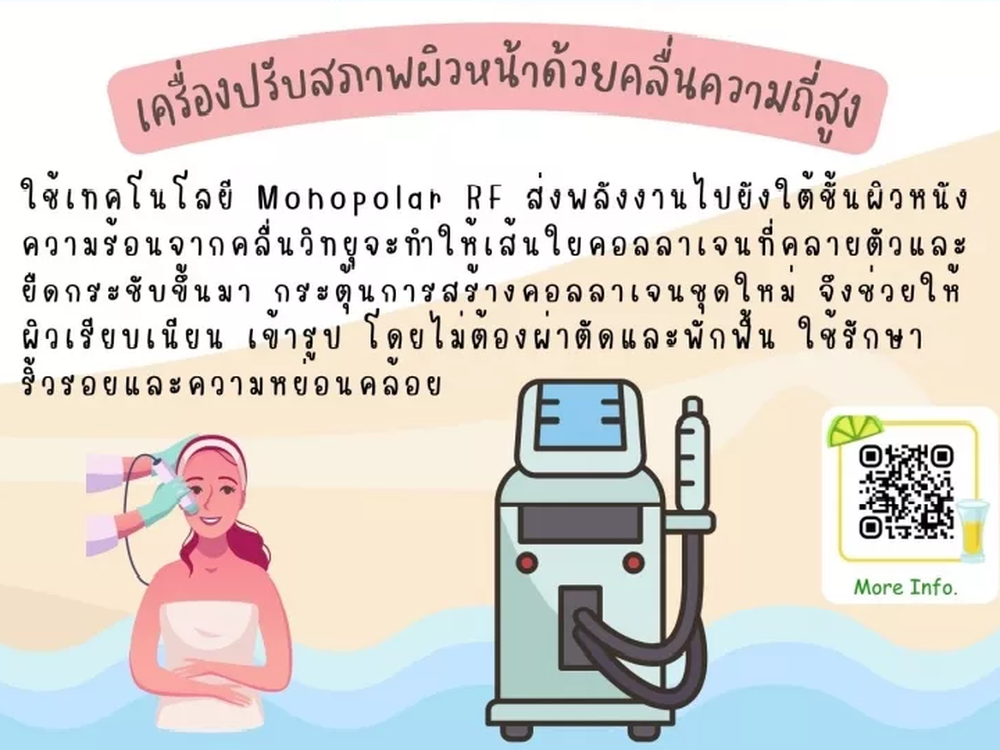 เครื่องปรับสภาพผิวหน้าด้วยคลื่นความถี่สูง
ใช้เทคโนโลยี Monopolar RF ส่งพลังงานไปยังใต้ชั้นผิวหนัง
ความร้อนจากคลื่นวิทยุจะทำให้เส้นใยคอลลาเจนที่คลายตัวและ
ยืดกระชับขึ้นมา กระตุ้นการสร้างคอลลาเจนชุดใหม่ จึงช่วยให้
ผิวเรียบเนียน เข้ารูป โดยไม่ต้องผ่าตัดและพักฟื้น ใช้รักษา
ริ้วรอยและความหย่อนคล้อย
More Info.